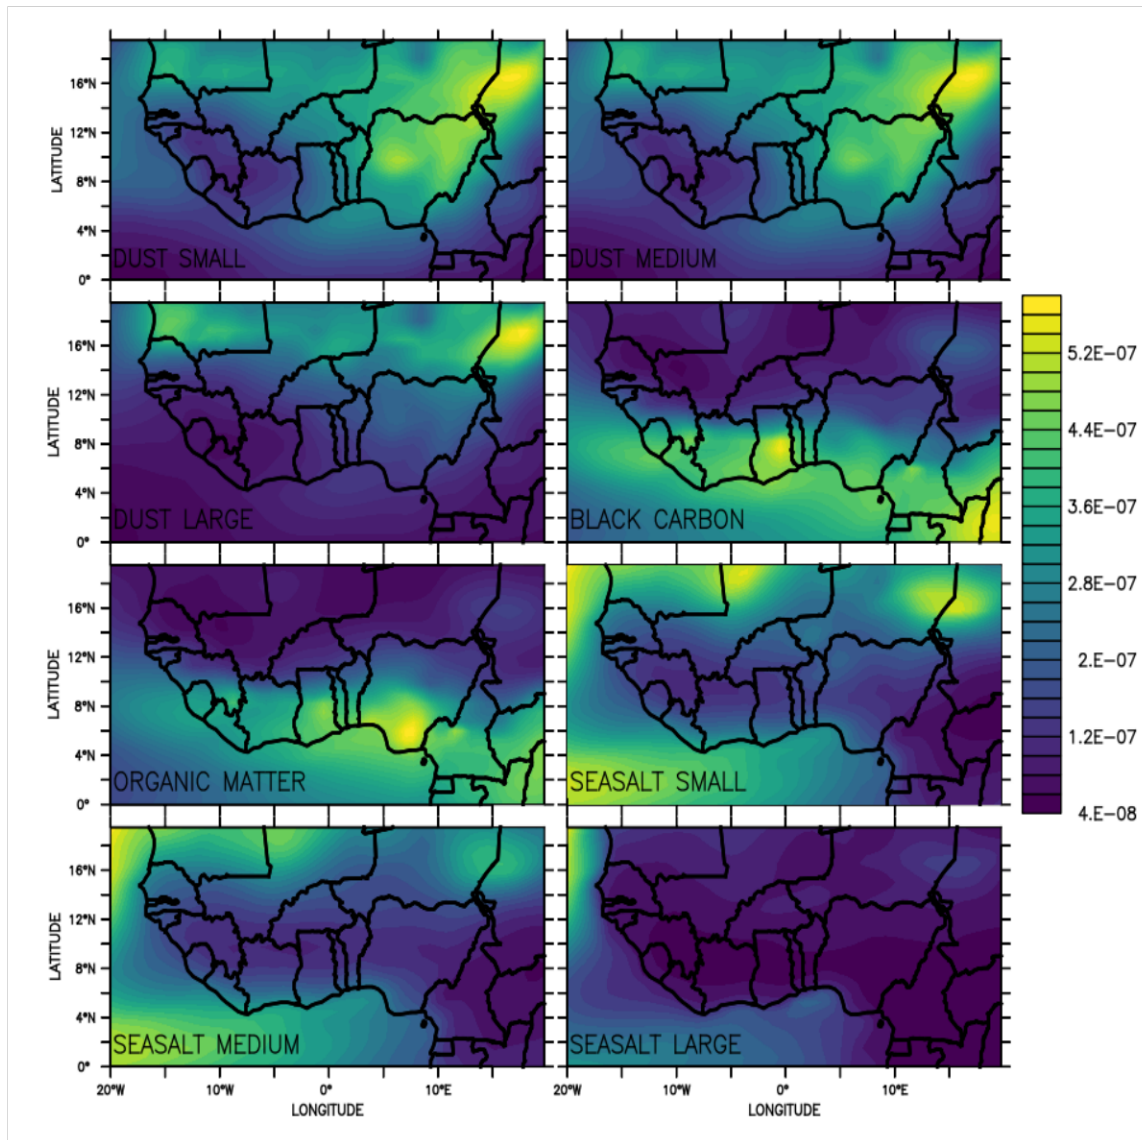 16°N
12°N
8°N
4°N
0°
LATITUDE
DUST SMALL
DUST MEDIUM
16°N
12°N
8°N
4°N
0°
LATITUDE
DUST LARGE
BLACK CARBON
5.2E-07
4.4E-07
3.6E-07
2.8E-07
2.E-07
1.2E-07
4.E-08
16°N
12°N
8°N
4°N
0°
LATITUDE
ORGANIC MATTER
SEASALT SMALL
16°N
12°N
8°N
4°N
0°
LATITUDE
SEASALT MEDIUM
SEASALT LARGE
20°W 10°W 0° 10°E
20°W 10°W 0° 10°E
LONGITUDE
LONGITUDE